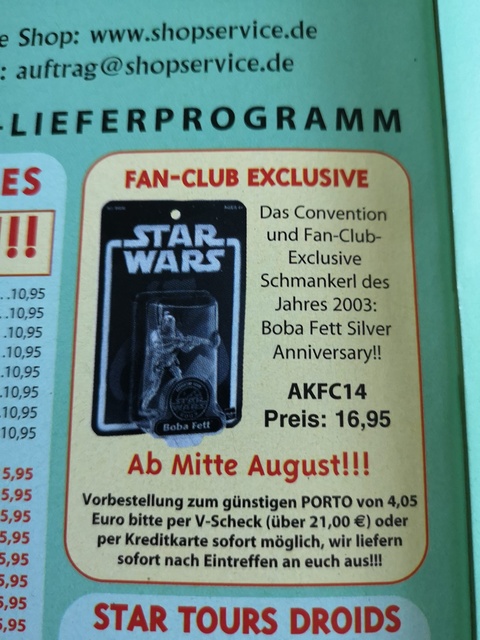 e Shop: www.shopservice.de
: auftrag@shopservice.de
-LIEFERPROGRAMM
ES
!!!
. .10,95
. .10,95
.10,95
.10,95
.10,95
.10,95
.10,95
10,95
5,95
5,95
5,95
5,95
5,95
5,95
5,95
5,95
FAN-CLUB EXCLUSIVE
STAR
WARS
Boba Fett
Das Convention
und Fan-Club-
Exclusive
Schmankerl des
Jahres 2003:
Boba Fett Silver
Anniversary!!
AKFC14
Preis: 16,95
Ab Mitte August!!!
Vorbestellung zum günstigen PORTO von 4,05
Euro bitte per V-Scheck (über 21,00 €) oder
per Kreditkarte sofort möglich, wir liefern
sofort nach Eintreffen an euch aus!!!
STAR TOURS DROIDS